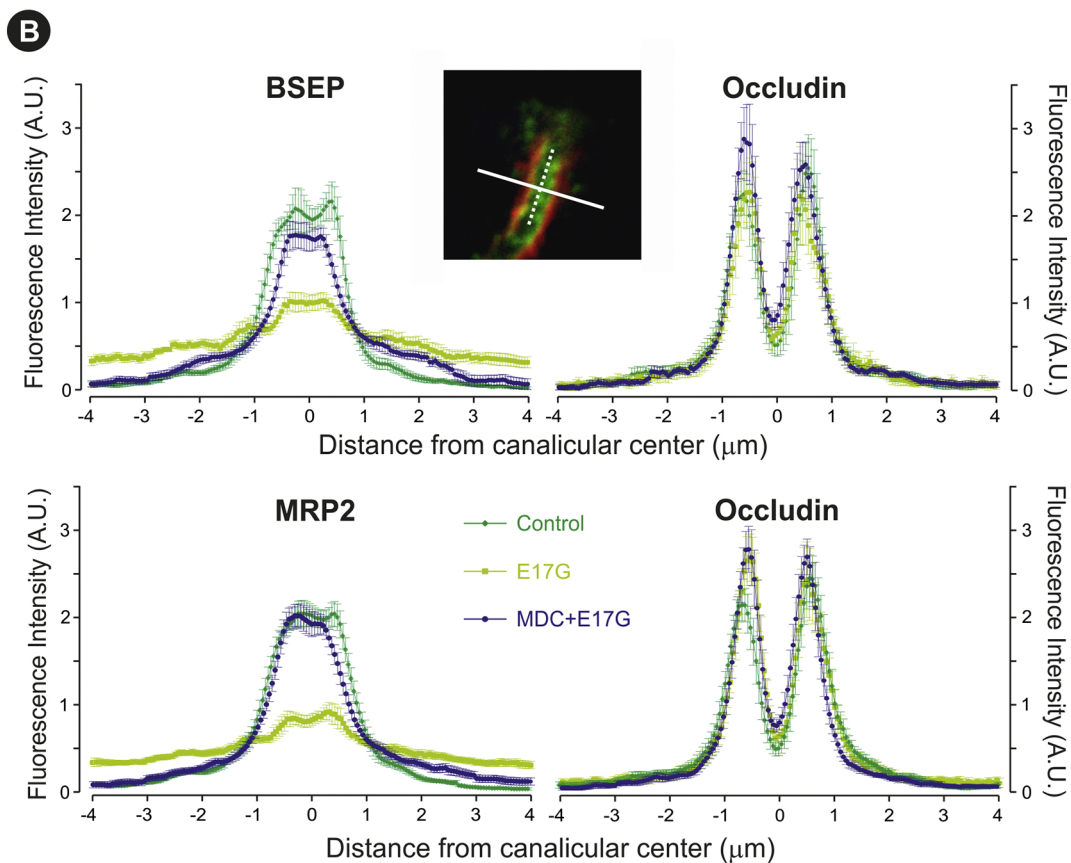 B
BSEP
Occludin
Fluorescence Intensity (A.U.)
3
2
1
0
-4 -3 -2 -1 0 1 2 3 4
-4 -3 -2 -1 0 1 2 3 4
3
2
1
0
Fluorescence Intensity (A.U.)
Distance from canalicular center (μm)
MRP2
Occludin
Control
E17G
MDC+E17G
Fluorescence Intensity (A.U.)
3
2
1
0
-4 -3 -2 -1 0 1 2 3 4
-4 -3 -2 -1 0 1 2 3 4
3
2
1
0
Fluorescence Intensity (A.U.)
Distance from canalicular center (μm)